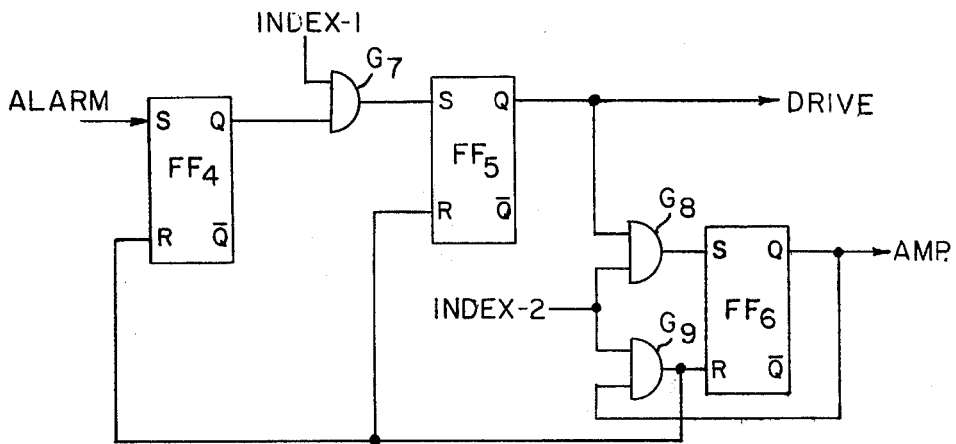 INDEX-1
G7
ALARM
S Q
FF4
R Q̅
S Q
FF5
R Q̅
DRIVE
G8
INDEX-2
G9
S Q
FF6
R Q̅
AMP.